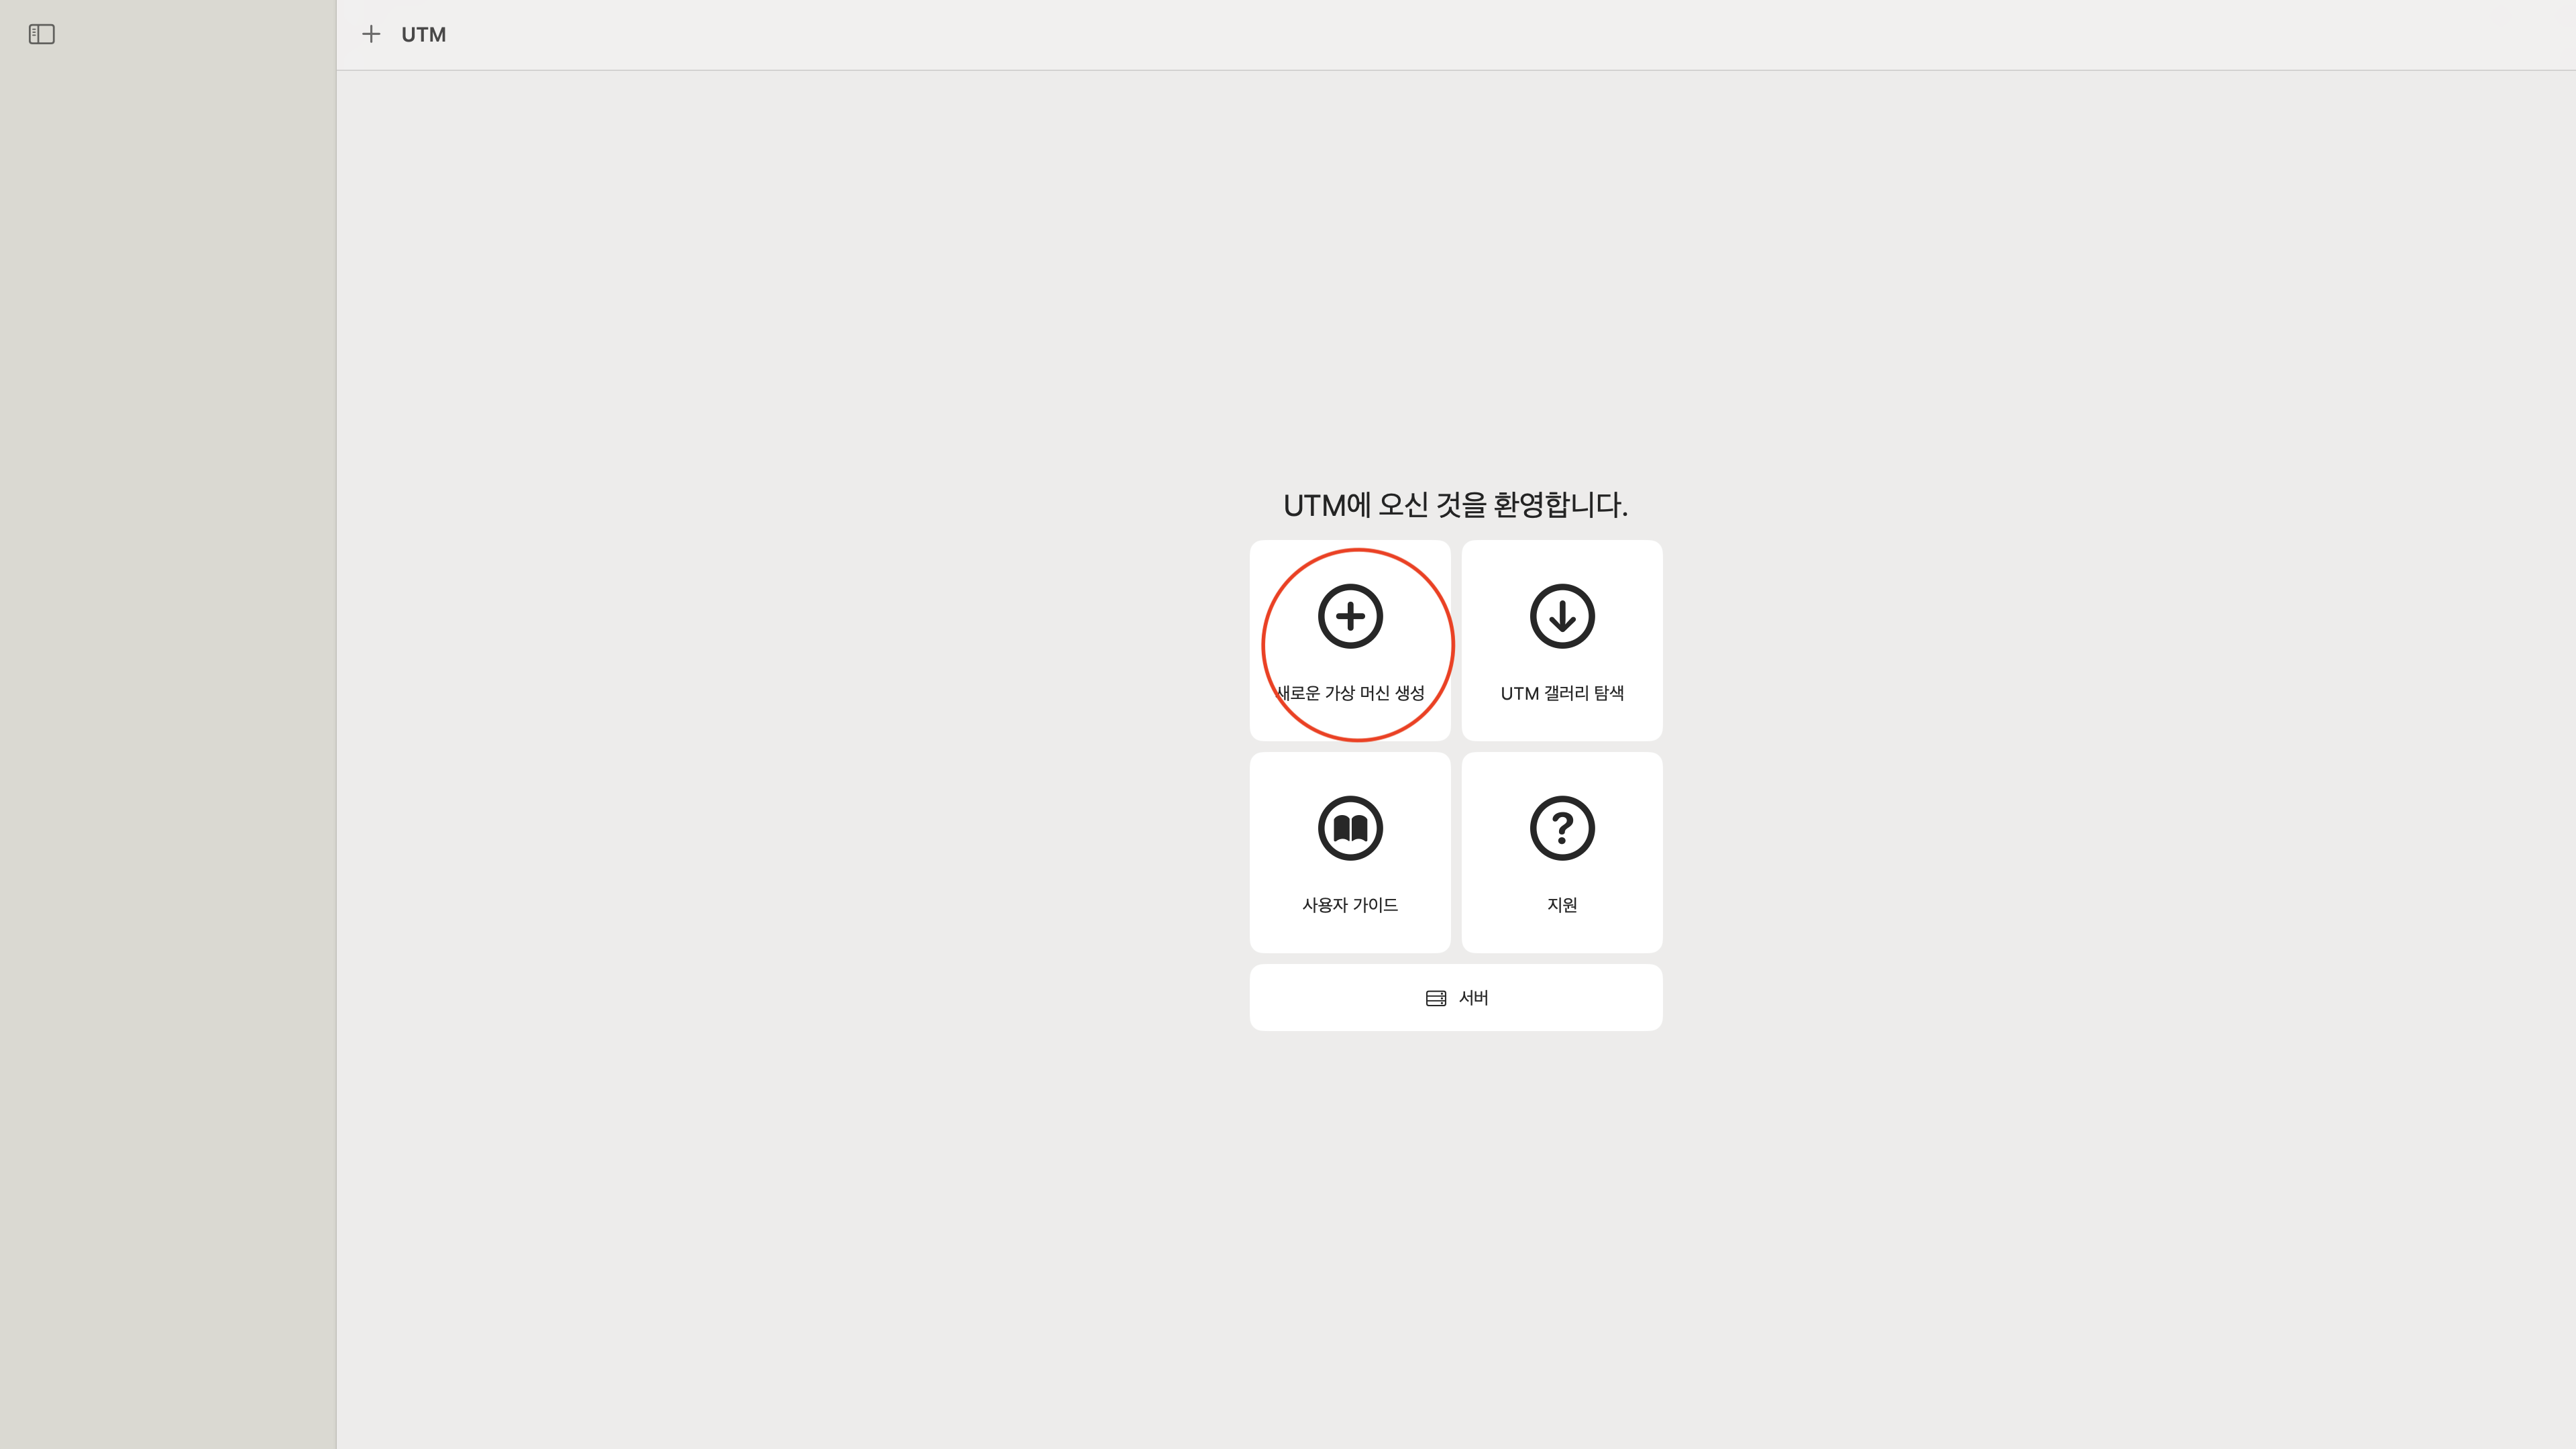 UTM
UTM에 오신 것을 환영합니다.
새로운 가상 머신 생성
UTM 갤러리 탐색
사용자 가이드
지원
서버